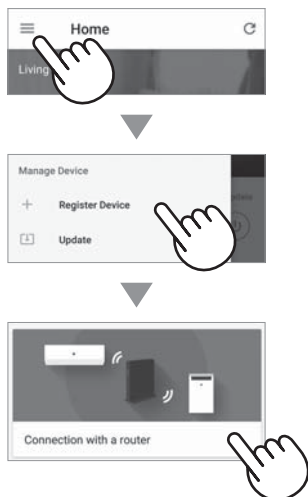 Home
Living
Manage Device
Register Device
Update
Connection with a router